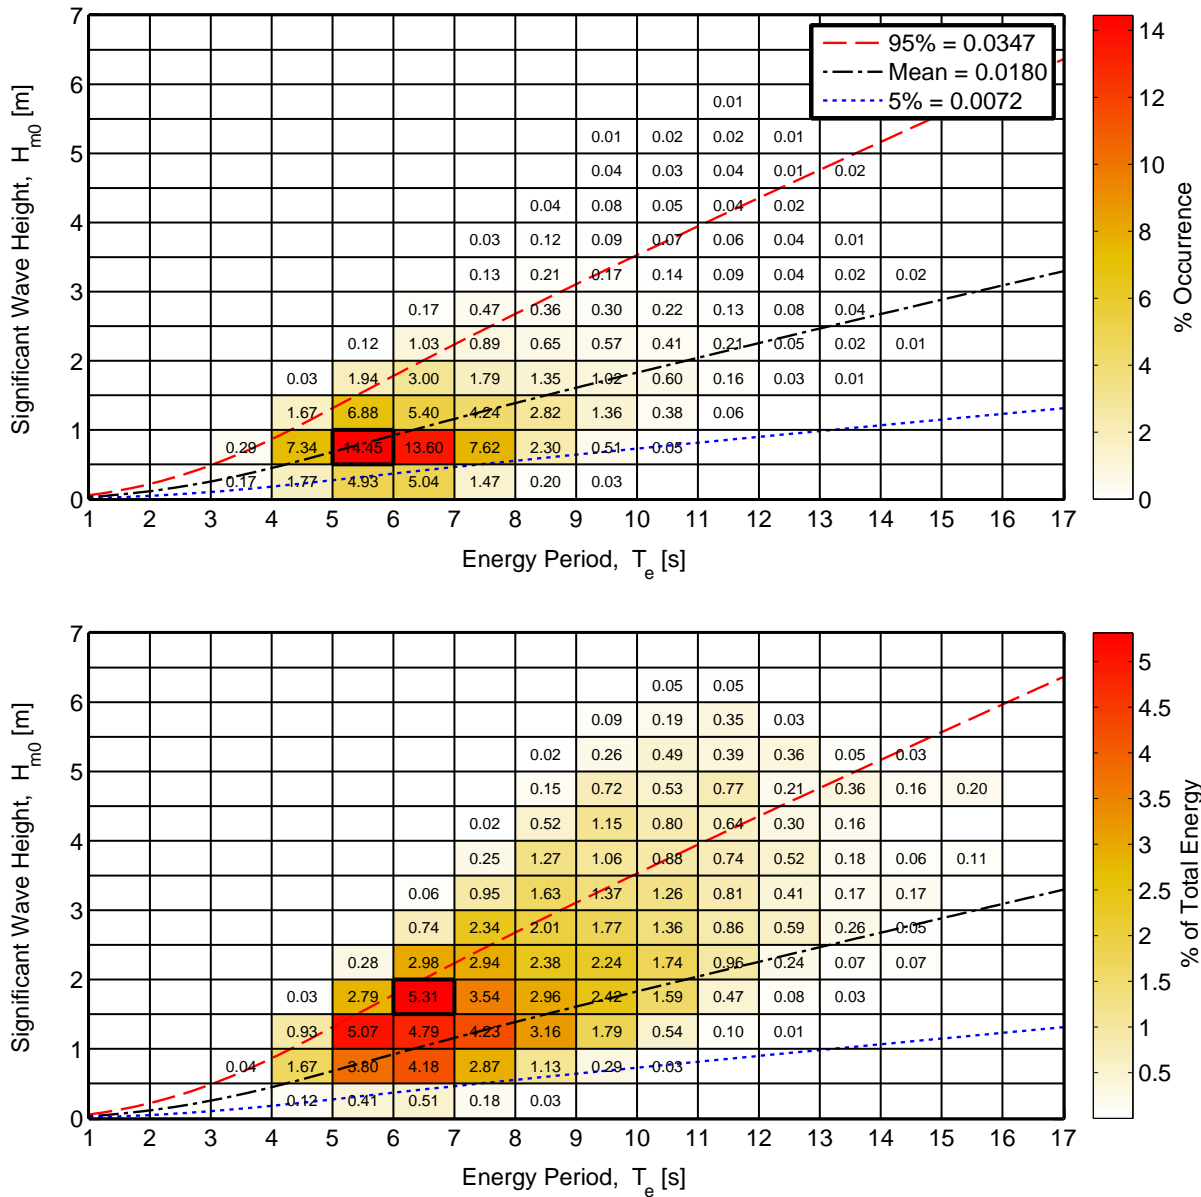 7
6
5
4
3
2
1
0
Significant Wave Height, H_m0 [m]
95% = 0.0347
Mean = 0.0180
5% = 0.0072
0.01
0.01 0.02 0.02 0.01
0.04 0.03 0.04 0.01 0.02
0.04 0.08 0.05 0.04 0.02
0.03 0.12 0.09 0.07 0.06 0.04 0.01
0.13 0.21 0.17 0.14 0.09 0.04 0.02 0.02
0.17 0.47 0.36 0.30 0.22 0.13 0.08 0.04
0.12 1.03 0.89 0.65 0.57 0.41 0.21 0.05 0.02 0.01
0.03 1.94 3.00 1.79 1.35 1.02 0.60 0.16 0.03 0.01
1.67 6.88 5.40 4.24 2.82 1.36 0.38 0.06
0.29 7.34 14.45 13.60 7.62 2.30 0.51 0.05
0.17 1.77 4.93 5.04 1.47 0.20 0.03
1 2 3 4 5 6 7 8 9 10 11 12 13 14 15 16 17
Energy Period, T_e [s]
14
12
10
8
6
4
2
0
% Occurrence
7
6
5
4
3
2
1
0
Significant Wave Height, H_m0 [m]
0.05 0.05
0.09 0.19 0.35 0.03
0.02 0.26 0.49 0.39 0.36 0.05 0.03
0.15 0.72 0.53 0.77 0.21 0.36 0.16 0.20
0.02 0.52 1.15 0.80 0.64 0.30 0.16
0.25 1.27 1.06 0.88 0.74 0.52 0.18 0.06 0.11
0.06 0.95 1.63 1.37 1.26 0.81 0.41 0.17 0.17
0.74 2.34 2.01 1.77 1.36 0.86 0.59 0.26 0.05
0.28 2.98 2.94 2.38 2.24 1.74 0.96 0.24 0.07 0.07
0.03 2.79 5.31 3.54 2.96 2.42 1.59 0.47 0.08 0.03
0.93 5.07 4.79 4.23 3.16 1.79 0.54 0.10 0.01
0.04 1.67 3.80 4.18 2.87 1.13 0.29 0.03
0.12 0.41 0.51 0.18 0.03
1 2 3 4 5 6 7 8 9 10 11 12 13 14 15 16 17
Energy Period, T_e [s]
5
4.5
4
3.5
3
2.5
2
1.5
1
0.5
% of Total Energy